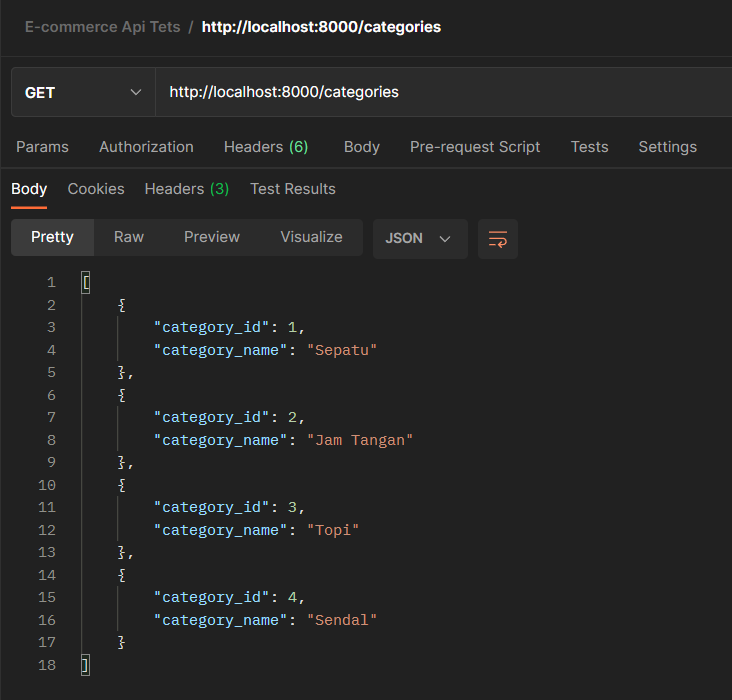 E-commerce Api Tets / http://localhost:8000/categories
GET http://localhost:8000/categories
Params Authorization Headers (6) Body Pre-request Script Tests Settings
Body Cookies Headers (3) Test Results
Pretty Raw Preview Visualize JSON
1 [
2 {
3 "category_id": 1,
4 "category_name": "Sepatu"
5 },
6 {
7 "category_id": 2,
8 "category_name": "Jam Tangan"
9 },
10 {
11 "category_id": 3,
12 "category_name": "Topi"
13 },
14 {
15 "category_id": 4,
16 "category_name": "Sendal"
17 }
18 ]